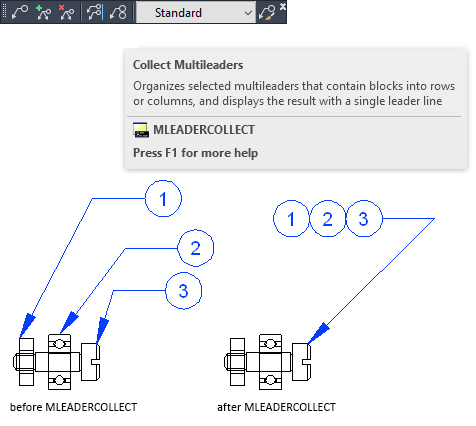 Standard
Collect Multileaders
Organizes selected multileaders that contain blocks into rows
or columns, and displays the result with a single leader line
MLEADERCOLLECT
Press F1 for more help
1
2
3
1 2 3
before MLEADERCOLLECT
after MLEADERCOLLECT